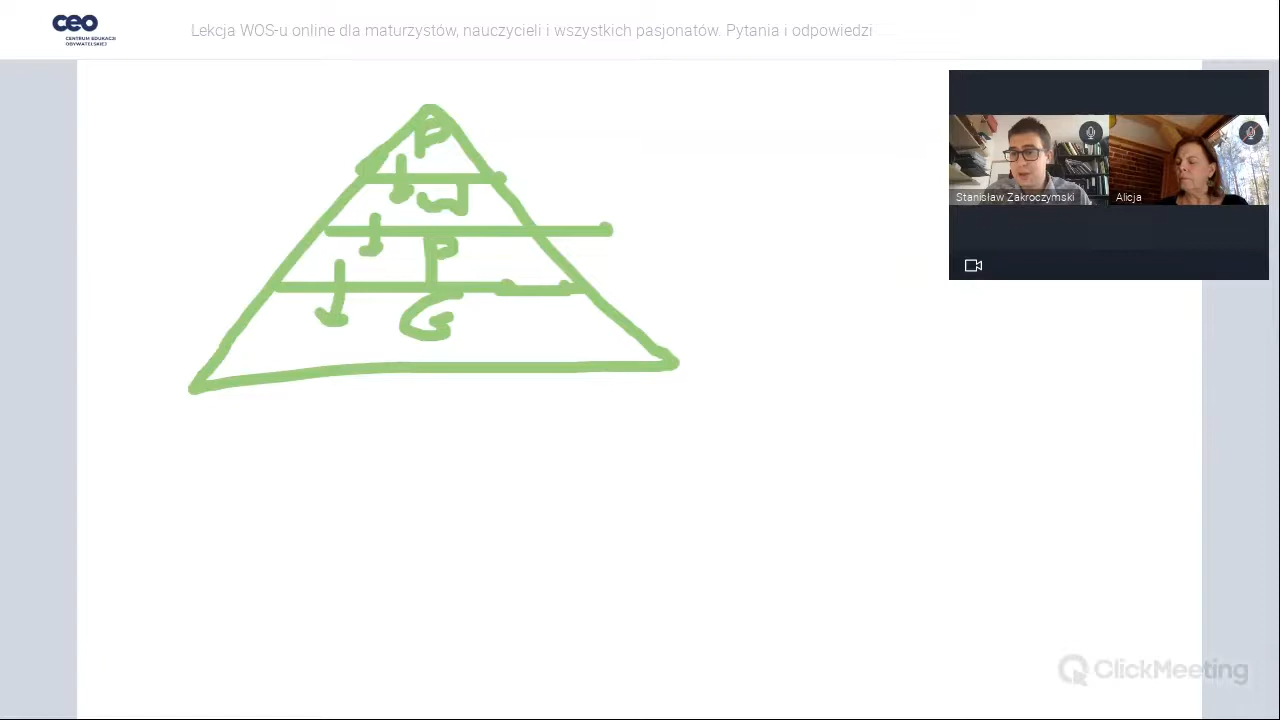 ceo
CENTRUM EDUKACJI
OBYWATELSKIEJ
Lekcja WOS-u online dla maturzystów, nauczycieli i wszystkich pasjonatów. Pytania i odpowiedzi
P
W
P
G
Stanisław Zakroczymski
Alicja
ClickMeeting